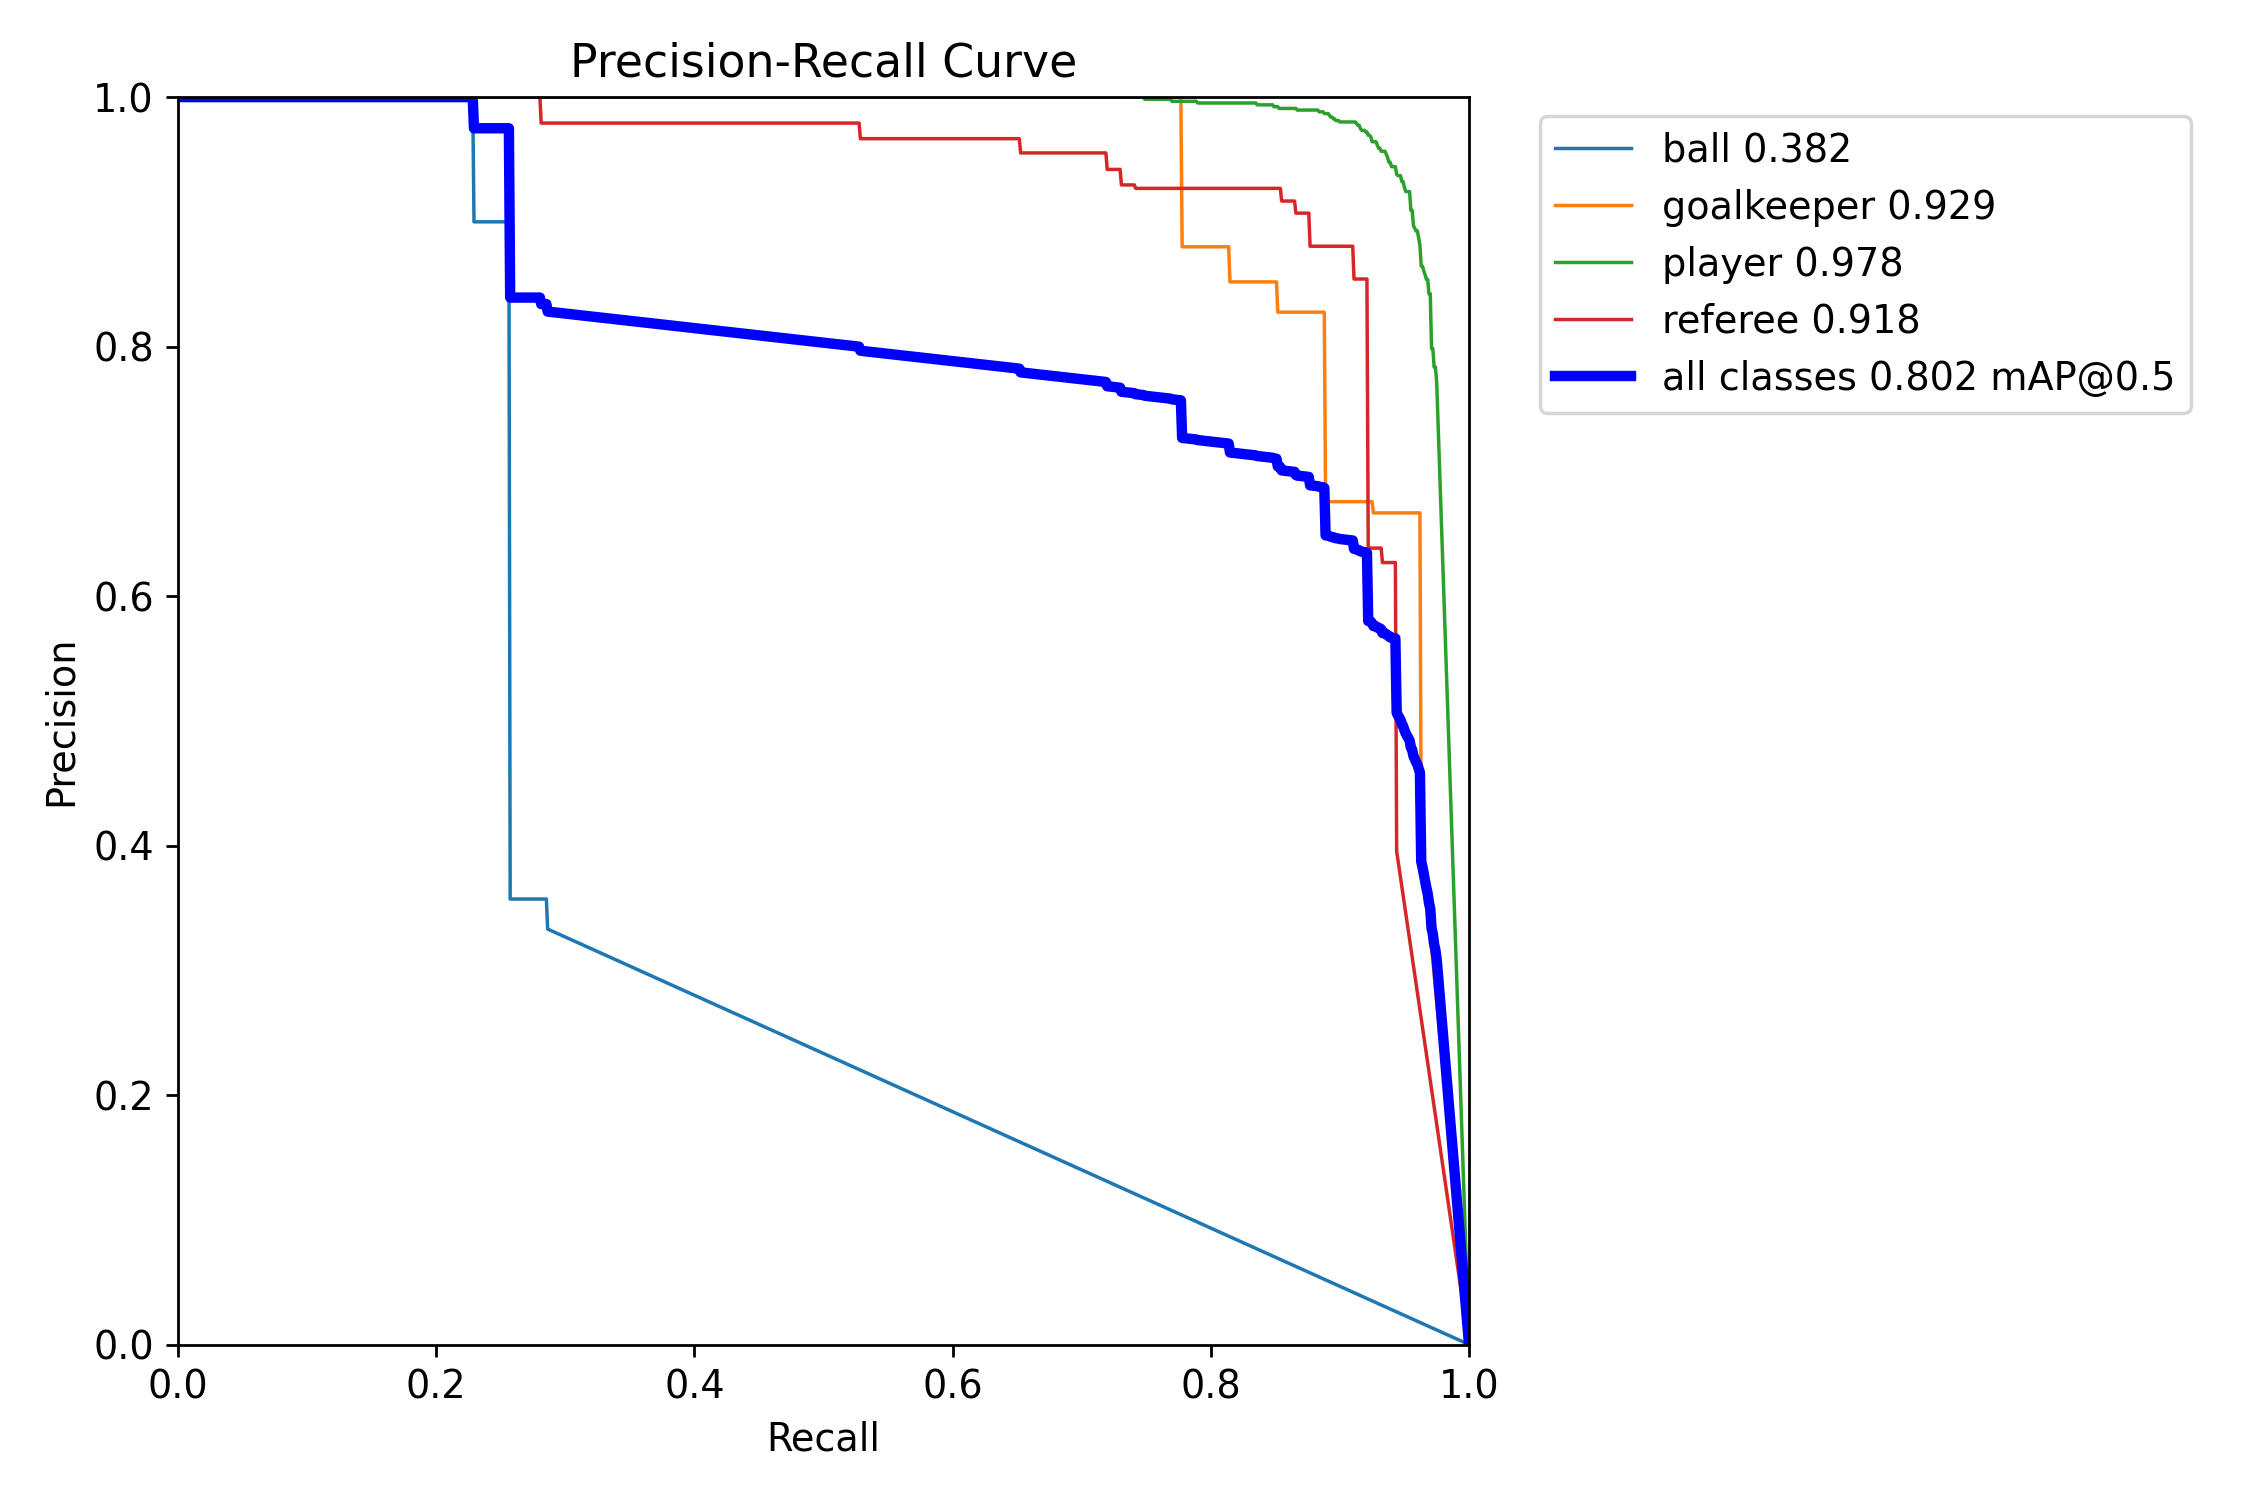 Precision-Recall Curve
1.0
0.8
0.6
0.4
0.2
0.0
Precision
0.0 0.2 0.4 0.6 0.8 1.0
Recall
ball 0.382
goalkeeper 0.929
player 0.978
referee 0.918
all classes 0.802 mAP@0.5